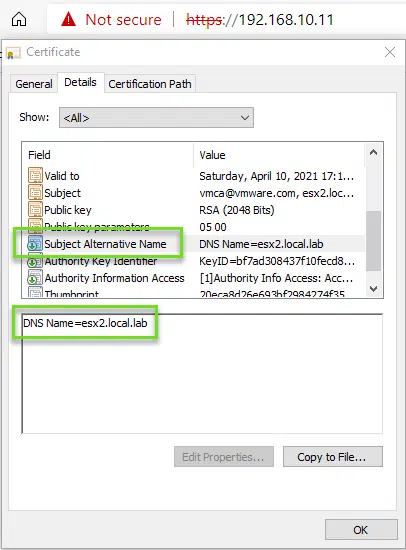 Not secure https://192.168.10.11
Certificate
General Details Certification Path
Show: <All>
Field Value
Valid to Saturday, April 10, 2021 17:1...
Subject vmca@vmware.com, esx2.loc...
Public key RSA (2048 Bits)
Public key parameters 05 00
Subject Alternative Name DNS Name=esx2.local.lab
Authority Key Identifier KeyID=bf7ad308437f10fecd8...
Authority Information Access [1]Authority Info Access: Acc...
Thumbprint 20eca8d26e693bf2984274f35...
DNS Name=esx2.local.lab
Edit Properties... Copy to File...
OK